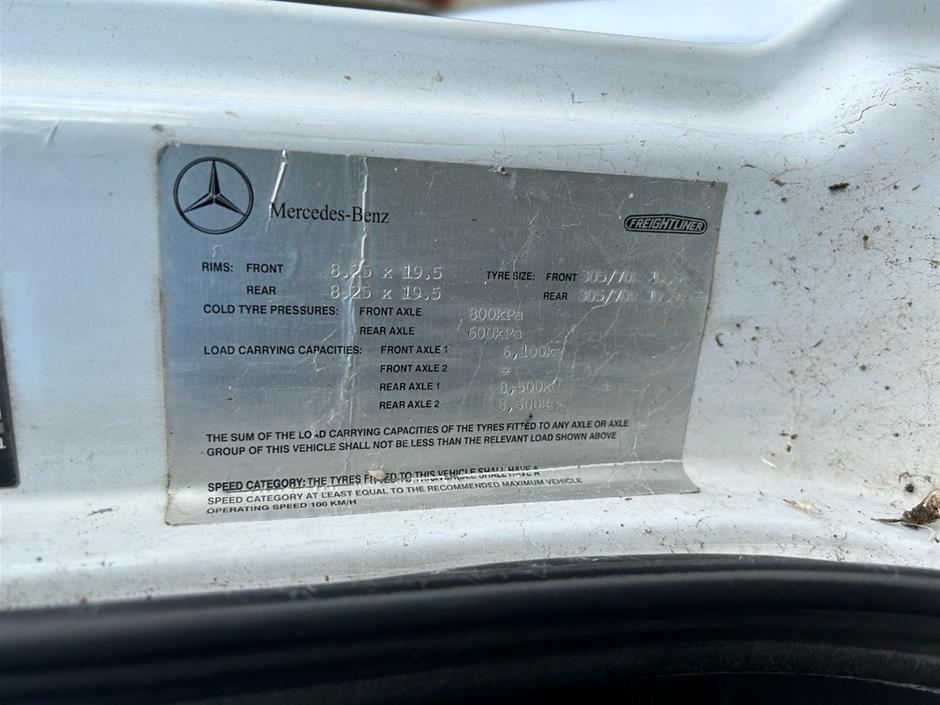 Mercedes-Benz
FREIGHTLINER
RIMS: FRONT 8.25 x 19.5 TYRE SIZE: FRONT 305/70R
REAR 8.25 x 19.5 REAR 305/70R
COLD TYRE PRESSURES: FRONT AXLE 800kPa
REAR AXLE 600kPa
LOAD CARRYING CAPACITIES: FRONT AXLE 1 6,100kg
FRONT AXLE 2 –
REAR AXLE 1 8,500kg
REAR AXLE 2 8,500kg
THE SUM OF THE LOAD CARRYING CAPACITIES OF THE TYRES FITTED TO ANY AXLE OR AXLE
GROUP OF THIS VEHICLE SHALL NOT BE LESS THAN THE RELEVANT LOAD SHOWN ABOVE
SPEED CATEGORY: THE TYRES FITTED TO THIS VEHICLE SHALL HAVE A
SPEED CATEGORY AT LEAST EQUAL TO THE RECOMMENDED MAXIMUM VEHICLE
OPERATING SPEED 100 KM/H